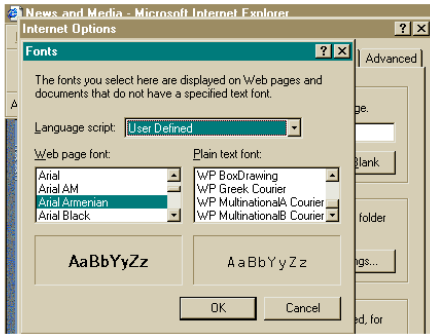 News and Media - Microsoft Internet Explorer
Internet Options
Fonts
Advanced
The fonts you select here are displayed on Web pages and
documents that do not have a specified text font.
Language script: User Defined
Web page font: Plain text font:
Arial WP BoxDrawing
Arial AM WP Greek Courier
Arial Armenian WP MultinationalA Courier
Arial Black WP MultinationalB Courier
AaBbYyZz AaBbYyZz
OK Cancel
ge.
Blank
folder
ngs...
ed, for